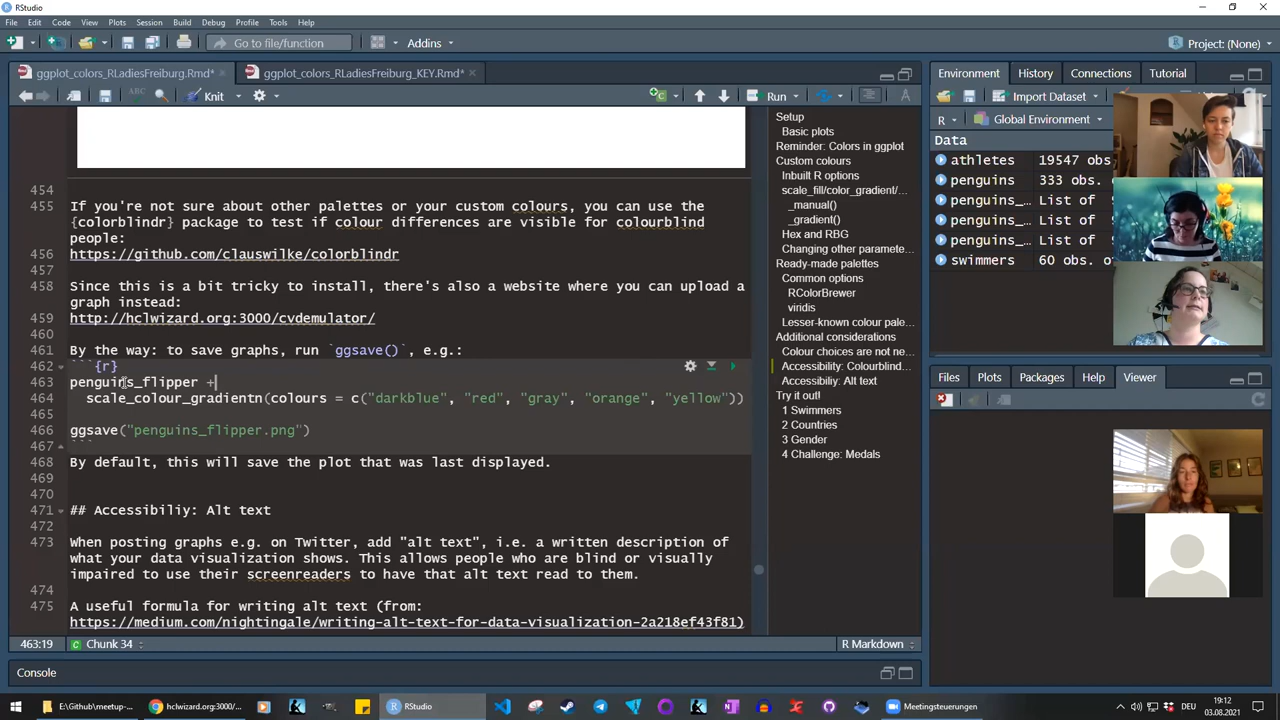 RStudio
File Edit Code View Plots Session Build Debug Profile Tools Help
Go to file/function
Addins
Project: (None)
ggplot_colors_RLadiesFreiburg.Rmd*
ggplot_colors_RLadiesFreiburg_KEY.Rmd*
ABC
Knit
Run
454
455 If you're not sure about other palettes or your custom colours, you can use the
{colorblindr} package to test if colour differences are visible for colourblind
people:
456 https://github.com/clauswilke/colorblindr
457
458 Since this is a bit tricky to install, there's also a website where you can upload a
graph instead:
459 http://hclwizard.org:3000/cvdemulator/
460
461 By the way: to save graphs, run `ggsave()`, e.g.:
462 ```{r}
463 penguins_flipper +
464 scale_colour_gradientn(colours = c("darkblue", "red", "gray", "orange", "yellow"))
465
466 ggsave("penguins_flipper.png")
467 ```
468 By default, this will save the plot that was last displayed.
469
470
471 ## Accessibiliy: Alt text
472
473 When posting graphs e.g. on Twitter, add "alt text", i.e. a written description of
what your data visualization shows. This allows people who are blind or visually
impaired to use their screenreaders to have that alt text read to them.
474
475 A useful formula for writing alt text (from:
https://medium.com/nightingale/writing-alt-text-for-data-visualization-2a218ef43f81)
463:19
Chunk 34
R Markdown
Console
Setup
Basic plots
Reminder: Colors in ggplot
Custom colours
Inbuilt R options
scale_fill/color_gradient/...
_manual()
_gradient()
Hex and RBG
Changing other paramete...
Ready-made palettes
Common options
RColorBrewer
viridis
Lesser-known colour pale...
Additional considerations
Colour choices are not ne...
Accessibility: Colourblind...
Accessibiliy: Alt text
Try it out!
1 Swimmers
2 Countries
3 Gender
4 Challenge: Medals
Environment History Connections Tutorial
Import Dataset
R Global Environment
Data
athletes 19547 obs.
penguins 333 obs.
penguins_... List of
penguins_... List of
penguins_... List of
swimmers 60 obs. o
Files Plots Packages Help Viewer
E:\Github\meetup-...
hclwizard.org:3000/...
RStudio
Meetingsteuerungen
DEU
19:12
03.08.2021